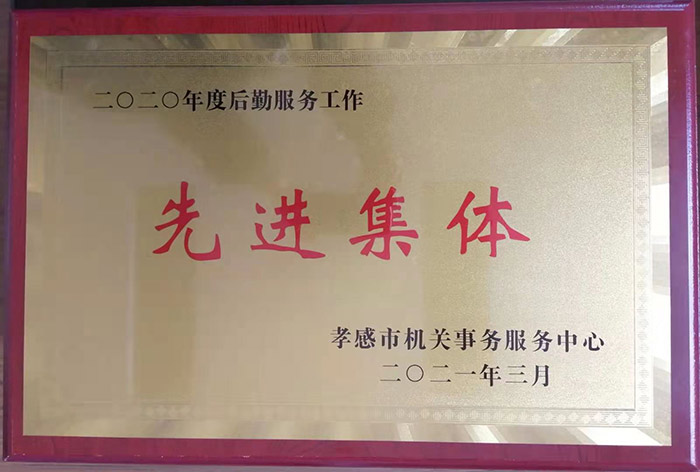 二〇二〇年度后勤服务工作
先进集体
孝感市机关事务服务中心
二〇二一年三月